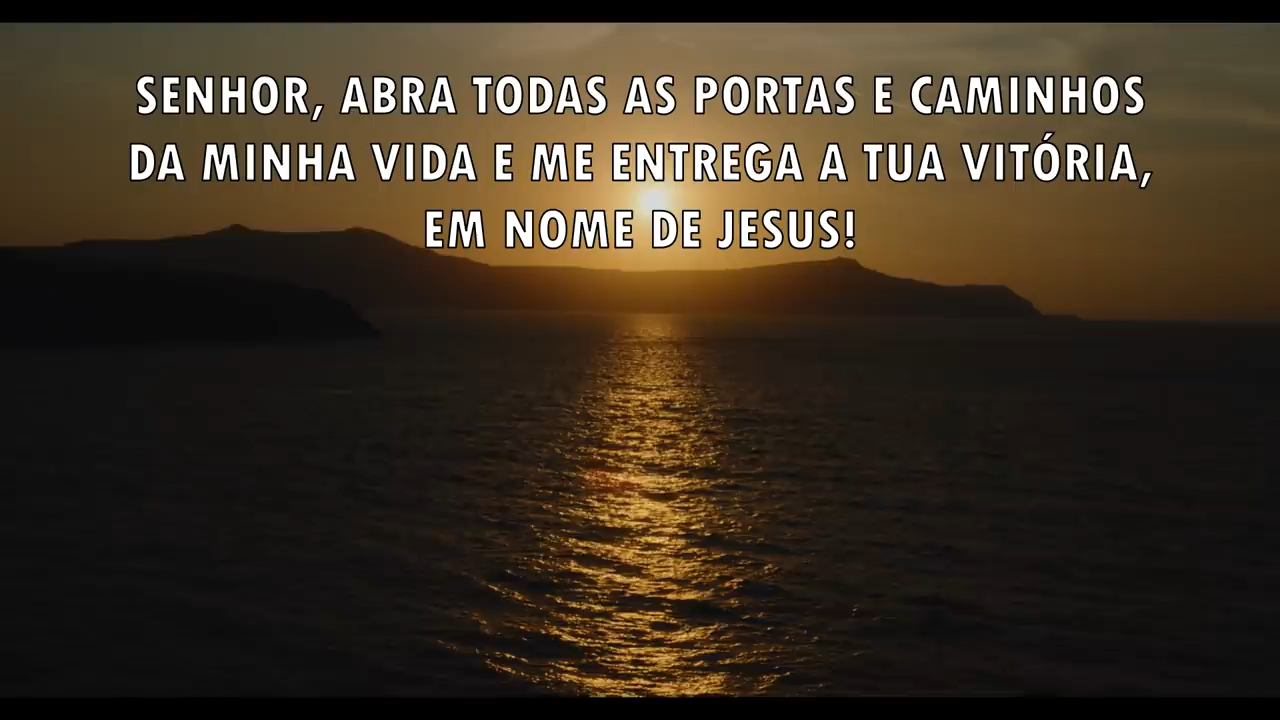 SENHOR, ABRA TODAS AS PORTAS E CAMINHOS
DA MINHA VIDA E ME ENTREGA A TUA VITÓRIA,
EM NOME DE JESUS!